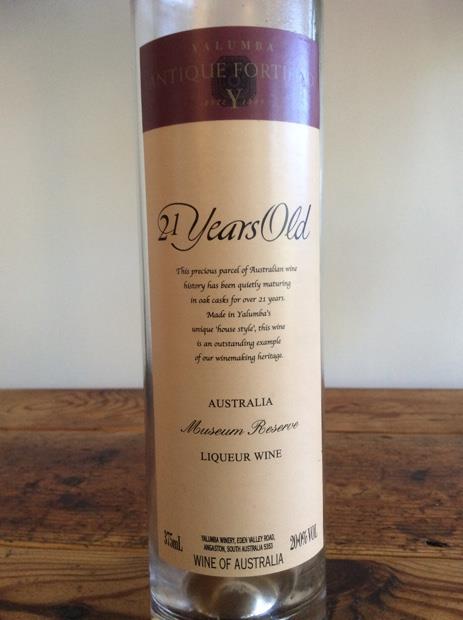 YALUMBA
ANTIQUE FORTIFIED
Y
21 Years Old
This precious parcel of Australian wine
history has been quietly maturing
in oak casks for over 21 years.
Made in Yalumba's
unique 'house style', this wine
is an outstanding example
of our winemaking heritage.
AUSTRALIA
Museum Reserve
LIQUEUR WINE
375mL
YALUMBA WINERY, EDEN VALLEY ROAD,
ANGASTON, SOUTH AUSTRALIA 5353
20·0% VOL
WINE OF AUSTRALIA